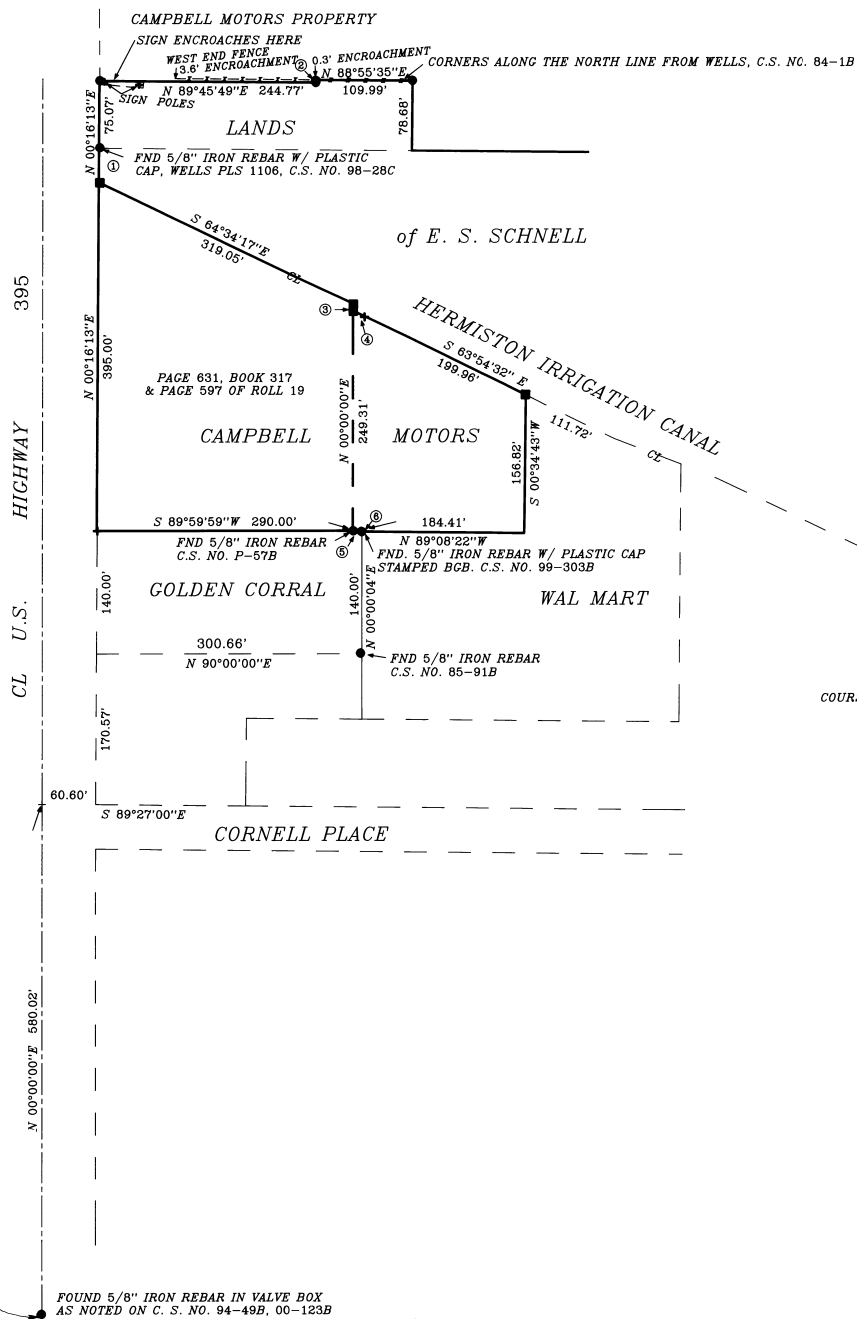 CAMPBELL MOTORS PROPERTY
SIGN ENCROACHES HERE
WEST END FENCE
3.6' ENCROACHMENT
② 0.3' ENCROACHMENT
N 88°55'35"E
CORNERS ALONG THE NORTH LINE FROM WELLS, C.S. NO. 84-1B
N 89°45'49"E 244.77'
109.99'
SIGN POLES
N 00°16'13"E
75.07'
78.68'
LANDS
①
FND 5/8" IRON REBAR W/ PLASTIC
CAP, WELLS PLS 1106, C.S. NO. 98-28C
of E. S. SCHNELL
S 64°34'17"E
319.05'
CL
③
④
HERMISTON IRRIGATION CANAL
S 63°54'32" E
199.96'
111.72'
CL
N 00°16'13"E
395.00'
PAGE 631, BOOK 317
& PAGE 597 OF ROLL 19
N 00°00'00"E
249.31'
CAMPBELL MOTORS
156.82'
S 00°34'43"W
S 89°59'59"W 290.00'
⑥
184.41'
N 89°08'22"W
FND 5/8" IRON REBAR
C.S. NO. P-57B
⑤
FND. 5/8" IRON REBAR W/ PLASTIC CAP
STAMPED BGB. C.S. NO. 99-303B
GOLDEN CORRAL
WAL MART
140.00'
140.00'
N 00°00'04"E
300.66'
N 90°00'00"E
FND 5/8" IRON REBAR
C.S. NO. 85-91B
COUR
170.57'
60.60'
S 89°27'00"E
CORNELL PLACE
CL U.S. HIGHWAY 395
N 00°00'00"E 580.02'
FOUND 5/8" IRON REBAR IN VALVE BOX
AS NOTED ON C. S. NO. 94-49B, 00-123B